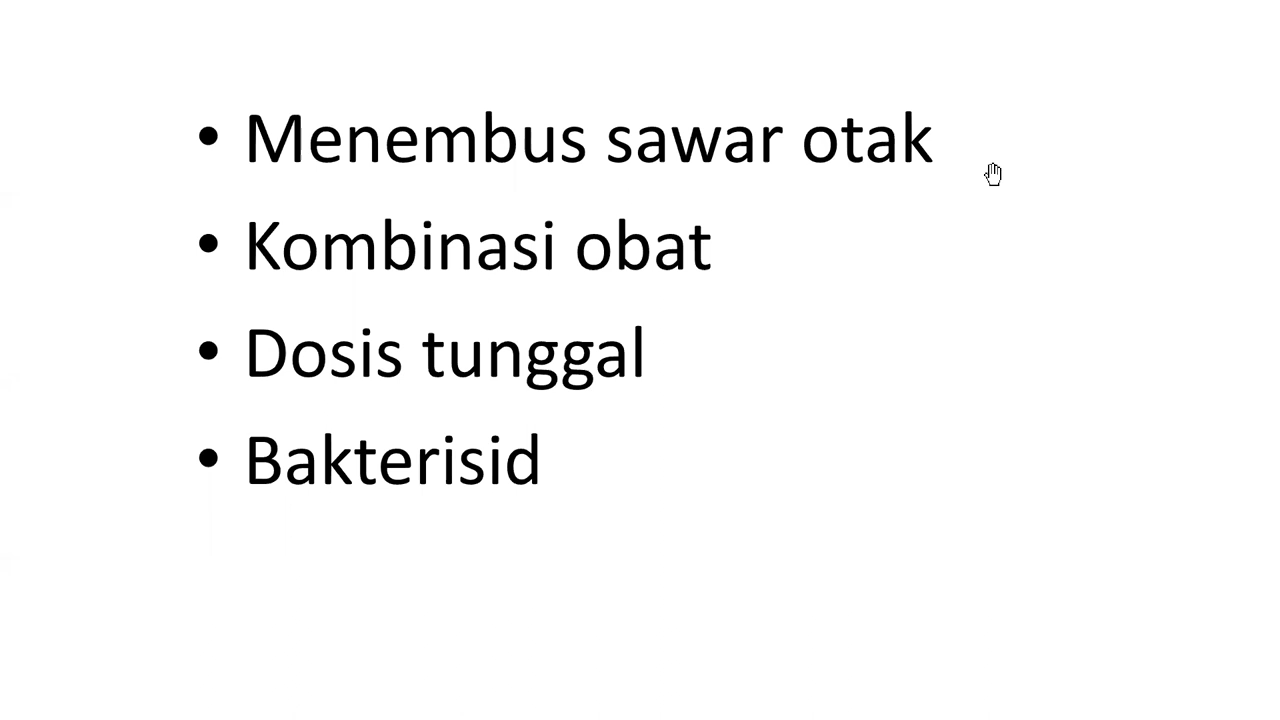 • Menembus sawar otak
• Kombinasi obat
• Dosis tunggal
• Bakterisid